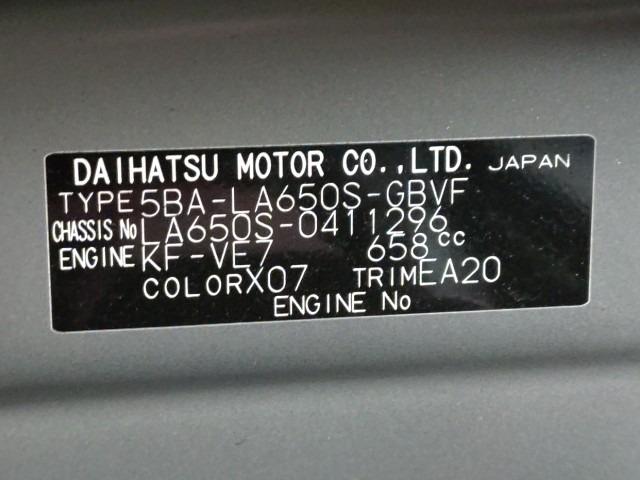 DAIHATSU MOTOR CO.,LTD. JAPAN
TYPE 5BA-LA650S-GBVF
CHASSIS No LA650S-0411296
ENGINE KF-VE7 658cc
COLOR X07 TRIM EA20
ENGINE No